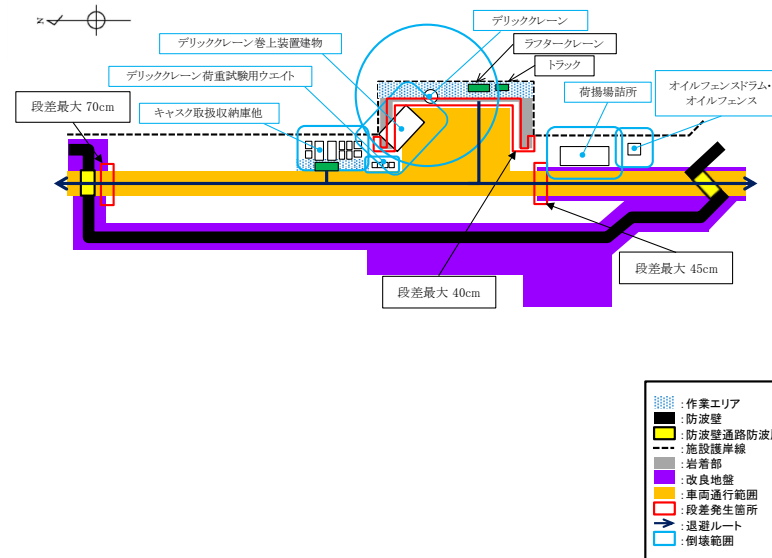 N
デリッククレーン
デリッククレーン巻上装置建物
ラフタークレーン
トラック
デリッククレーン荷重試験用ウエイト
荷揚場詰所
オイルフェンスドラム・
オイルフェンス
キャスク取扱収納庫他
段差最大 70cm
段差最大 40cm
段差最大 45cm
:作業エリア
:防波壁
:防波壁通路防波
:施設護岸線
:岩着部
:改良地盤
:車両通行範囲
:段差発生箇所
:退避ルート
:倒壊範囲